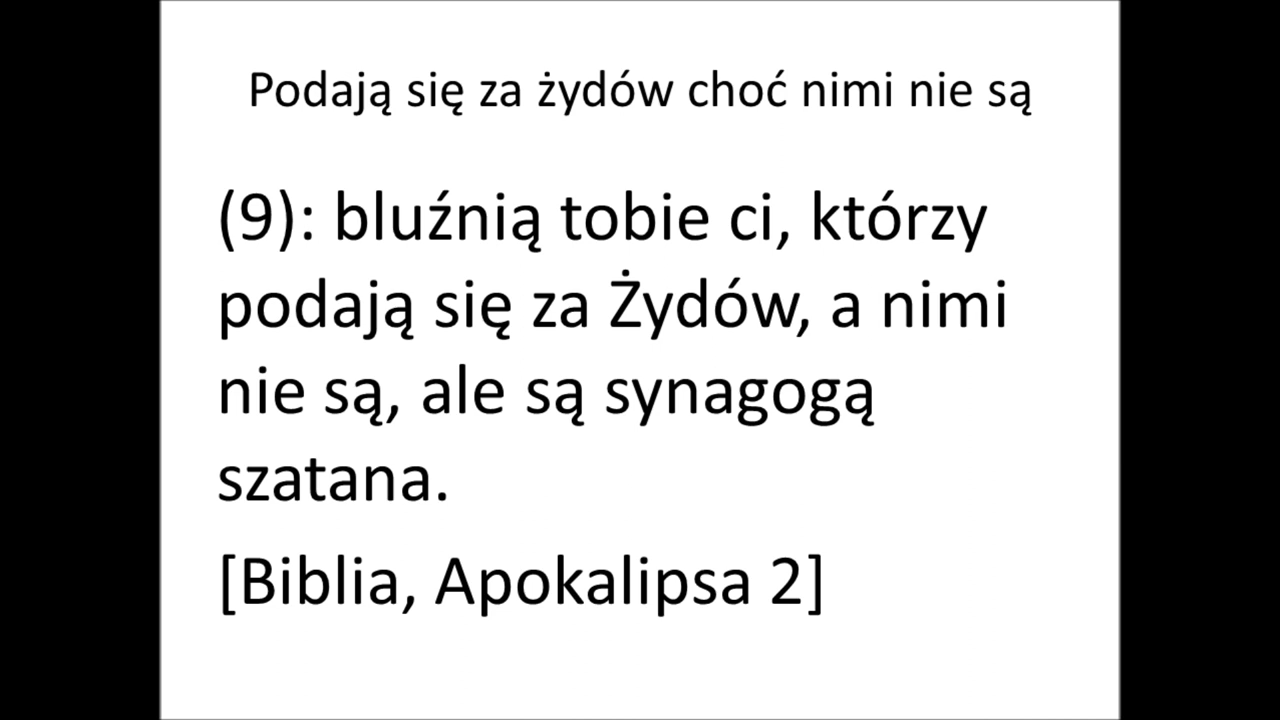 Podają się za żydów choć nimi nie są
(9): bluźnią tobie ci, którzy
podają się za Żydów, a nimi
nie są, ale są synagogą
szatana.
[Biblia, Apokalipsa 2]